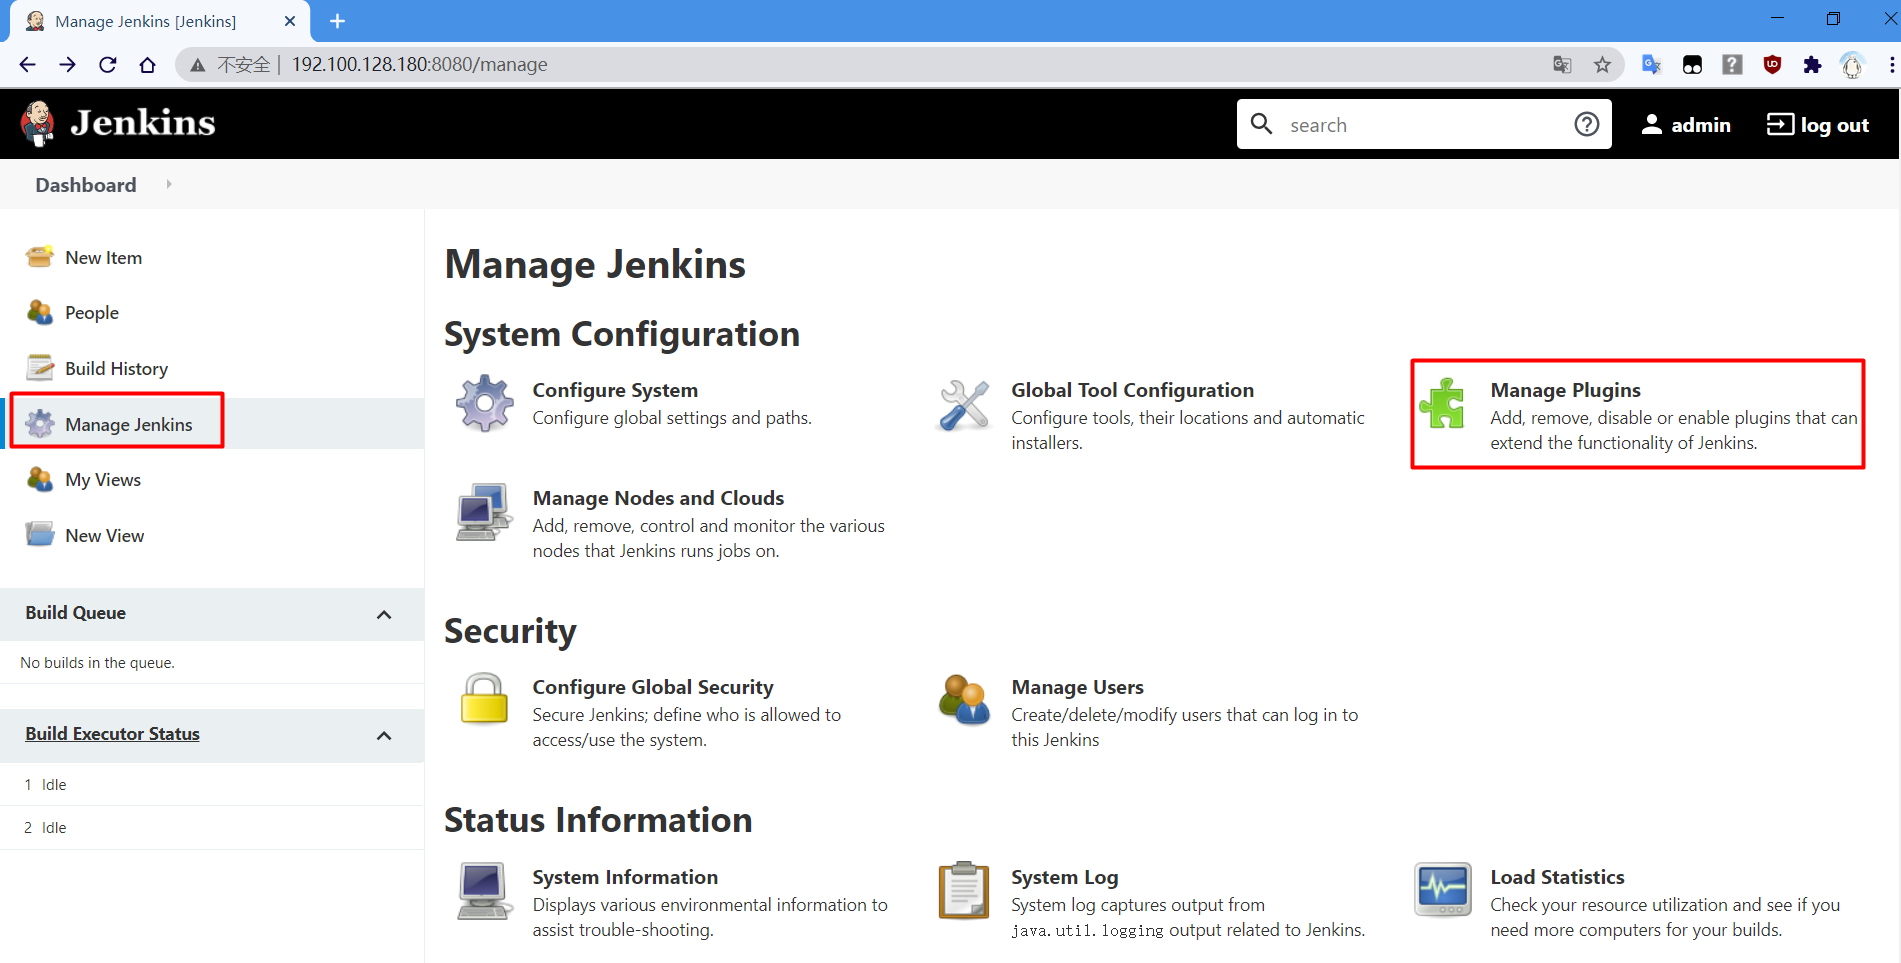 Manage Jenkins [Jenkins]
不安全 | 192.100.128.180:8080/manage
Jenkins
search
admin
log out
Dashboard
New Item
People
Build History
Manage Jenkins
My Views
New View
Build Queue
No builds in the queue.
Build Executor Status
1 Idle
2 Idle
Manage Jenkins
System Configuration
Configure System
Configure global settings and paths.
Global Tool Configuration
Configure tools, their locations and automatic
installers.
Manage Plugins
Add, remove, disable or enable plugins that can
extend the functionality of Jenkins.
Manage Nodes and Clouds
Add, remove, control and monitor the various
nodes that Jenkins runs jobs on.
Security
Configure Global Security
Secure Jenkins; define who is allowed to
access/use the system.
Manage Users
Create/delete/modify users that can log in to
this Jenkins
Status Information
System Information
Displays various environmental information to
assist trouble-shooting.
System Log
System log captures output from
java.util.logging output related to Jenkins.
Load Statistics
Check your resource utilization and see if you
need more computers for your builds.